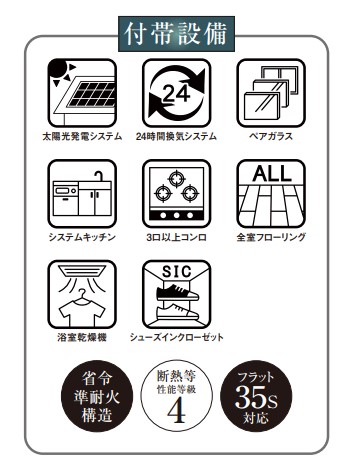 付帯設備
24
太陽光発電システム
24時間換気システム
ペアガラス
ALL
システムキッチン
3口以上コンロ
全室フローリング
SIC
浴室乾燥機
シューズインクローゼット
省令
準耐火
構造
断熱等
性能等級
4
フラット
35S
対応